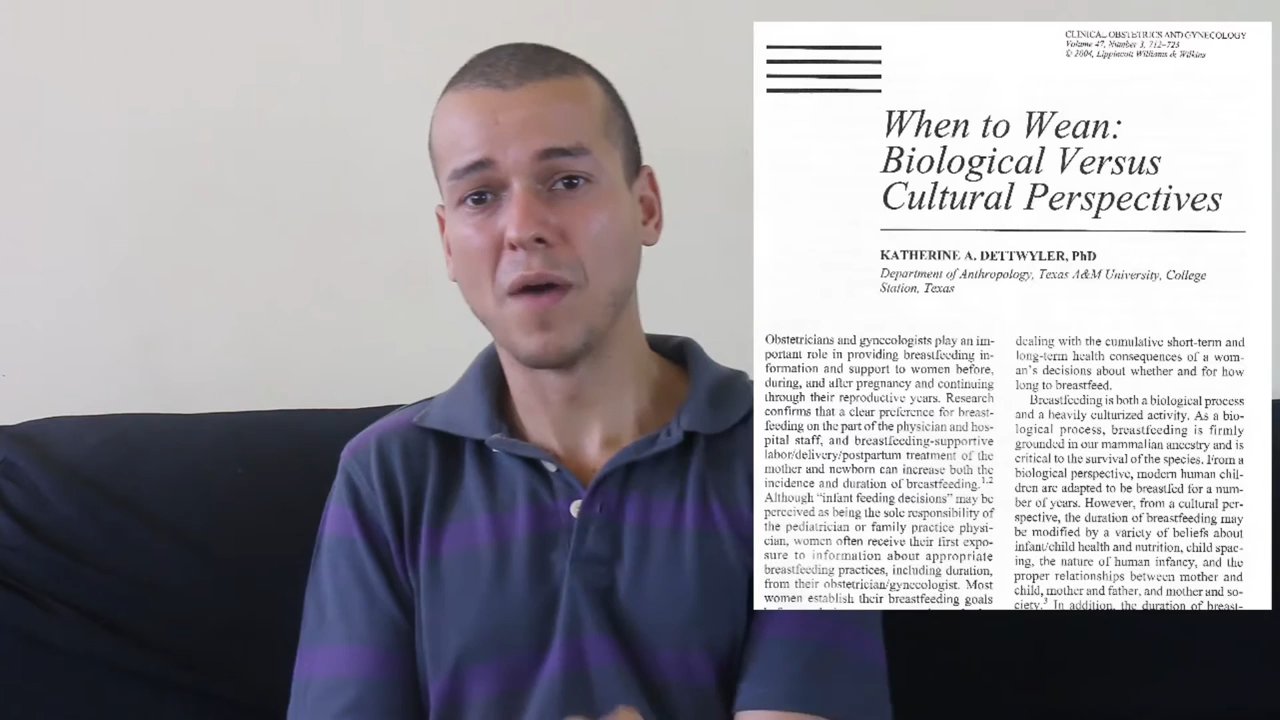 CLINICAL OBSTETRICS AND GYNECOLOGY
Volume 47, Number 3, 712–723
© 2004, Lippincott Williams & Wilkins
When to Wean:
Biological Versus
Cultural Perspectives
KATHERINE A. DETTWYLER, PhD
Department of Anthropology, Texas A&M University, College
Station, Texas
Obstetricians and gynecologists play an im-
portant role in providing breastfeeding in-
formation and support to women before,
during, and after pregnancy and continuing
through their reproductive years. Research
confirms that a clear preference for breast-
feeding on the part of the physician and hos-
pital staff, and breastfeeding-supportive
labor/delivery/postpartum treatment of the
mother and newborn can increase both the
incidence and duration of breastfeeding.1,2
Although “infant feeding decisions” may be
perceived as being the sole responsibility of
the pediatrician or family practice physi-
cian, women often receive their first expo-
sure to information about appropriate
breastfeeding practices, including duration,
from their obstetrician/gynecologist. Most
women establish their breastfeeding goals
dealing with the cumulative short-term and
long-term health consequences of a wom-
an’s decisions about whether and for how
long to breastfeed.
Breastfeeding is both a biological process
and a heavily culturized activity. As a bio-
logical process, breastfeeding is firmly
grounded in our mammalian ancestry and is
critical to the survival of the species. From a
biological perspective, modern human chil-
dren are adapted to be breastfed for a num-
ber of years. However, from a cultural per-
spective, the duration of breastfeeding may
be modified by a variety of beliefs about
infant/child health and nutrition, child spac-
ing, the nature of human infancy, and the
proper relationships between mother and
child, mother and father, and mother and so-
ciety.3 In addition, the duration of breast-